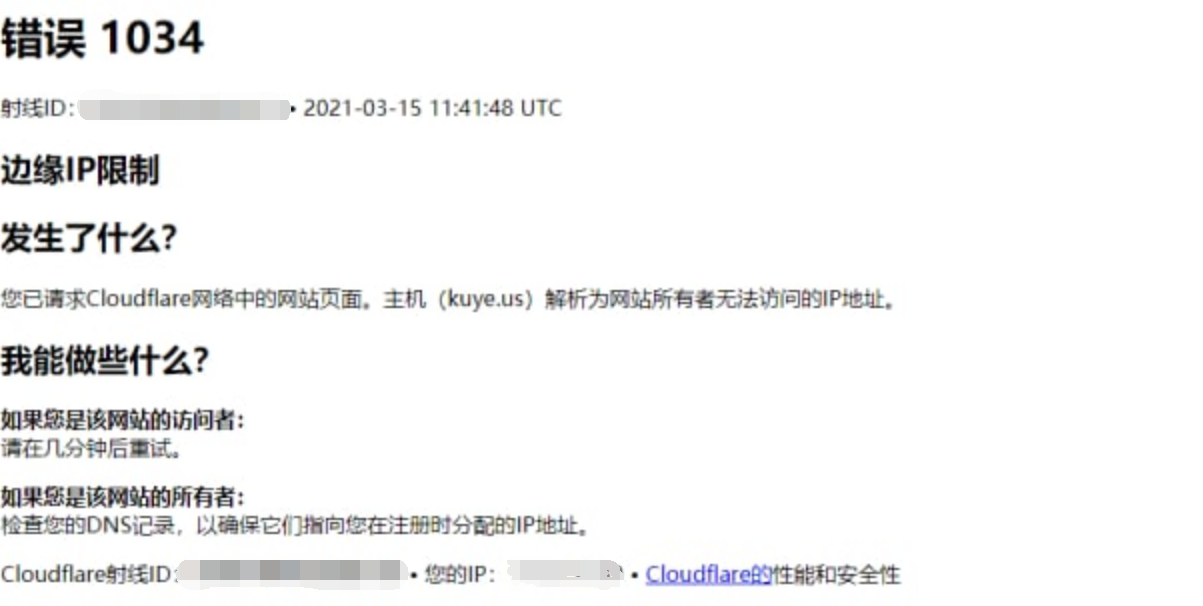 错误 1034
射线ID: • 2021-03-15 11:41:48 UTC
边缘IP限制
发生了什么?
您已请求Cloudflare网络中的网站页面。主机（kuye.us）解析为网站所有者无法访问的IP地址。
我能做些什么?
如果您是该网站的访问者：
请在几分钟后重试。
如果您是该网站的所有者：
检查您的DNS记录，以确保它们指向您在注册时分配的IP地址。
Cloudflare射线ID: • 您的IP： • Cloudflare的性能和安全性